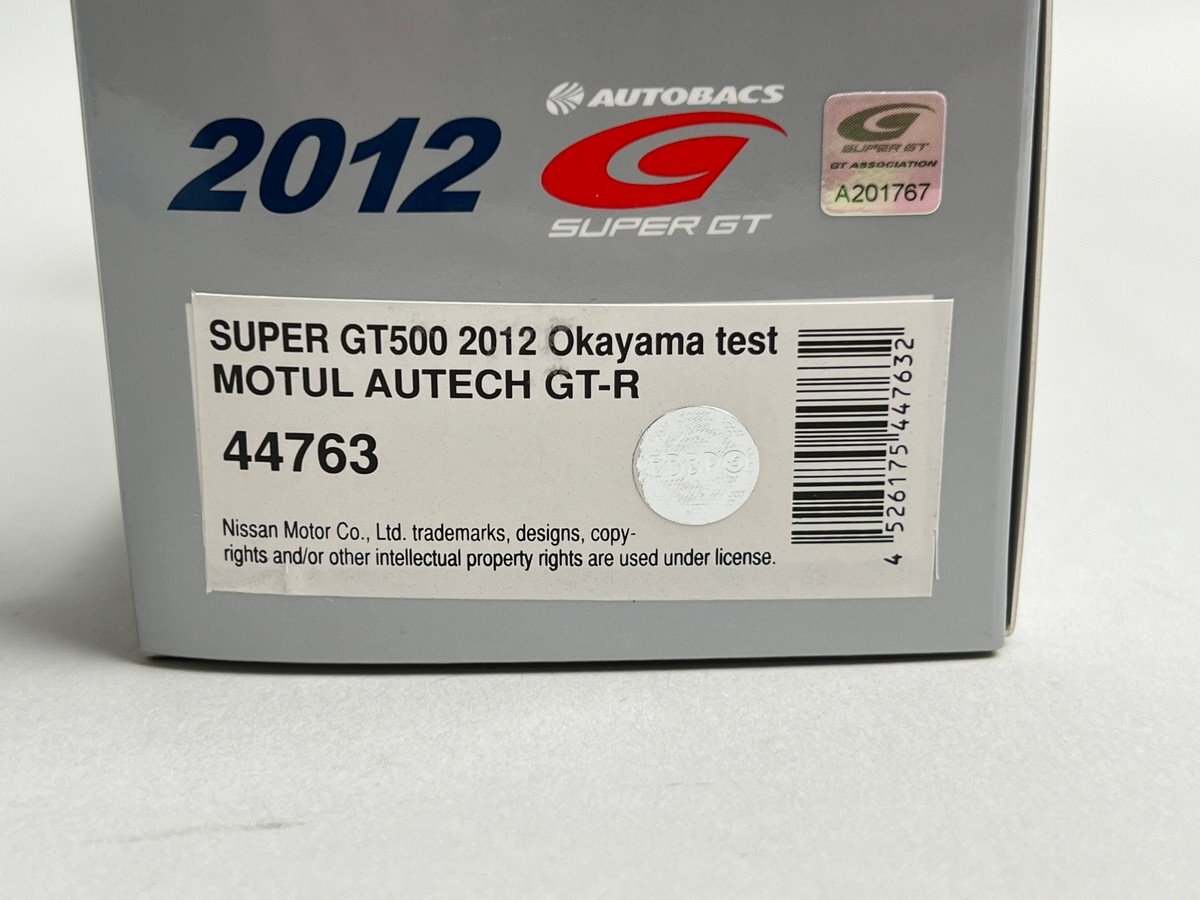 2012
AUTOBACS
SUPER GT
SUPER GT
GT ASSOCIATION
A201767
SUPER GT500 2012 Okayama test
MOTUL AUTECH GT-R
44763
Nissan Motor Co., Ltd. trademarks, designs, copy-
rights and/or other intellectual property rights are used under license.
4 526175 447632